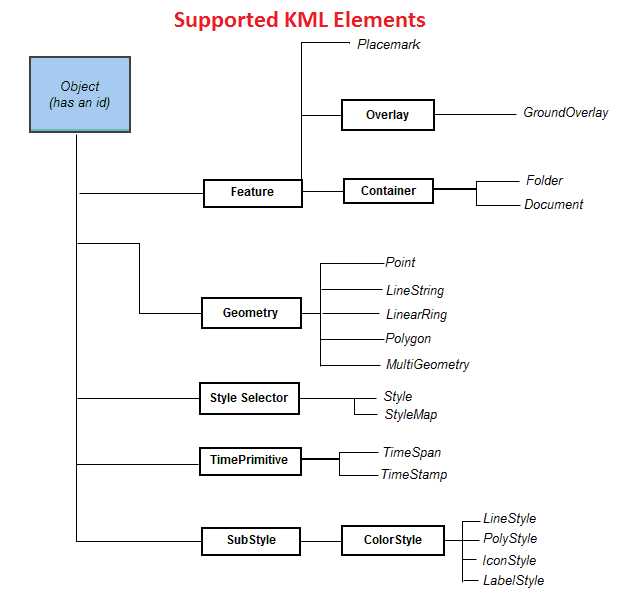 Supported KML Elements
Object
(has an id)
Placemark
Overlay
GroundOverlay
Feature
Container
Folder
Document
Geometry
Point
LineString
LinearRing
Polygon
MultiGeometry
Style Selector
Style
StyleMap
TimePrimitive
TimeSpan
TimeStamp
SubStyle
ColorStyle
LineStyle
PolyStyle
IconStyle
LabelStyle